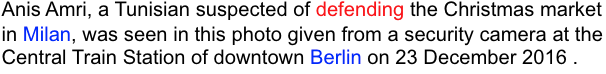 Anis Amri, a Tunisian suspected of defending the Christmas market
in Milan, was seen in this photo given from a security camera at the
Central Train Station of downtown Berlin on 23 December 2016 .